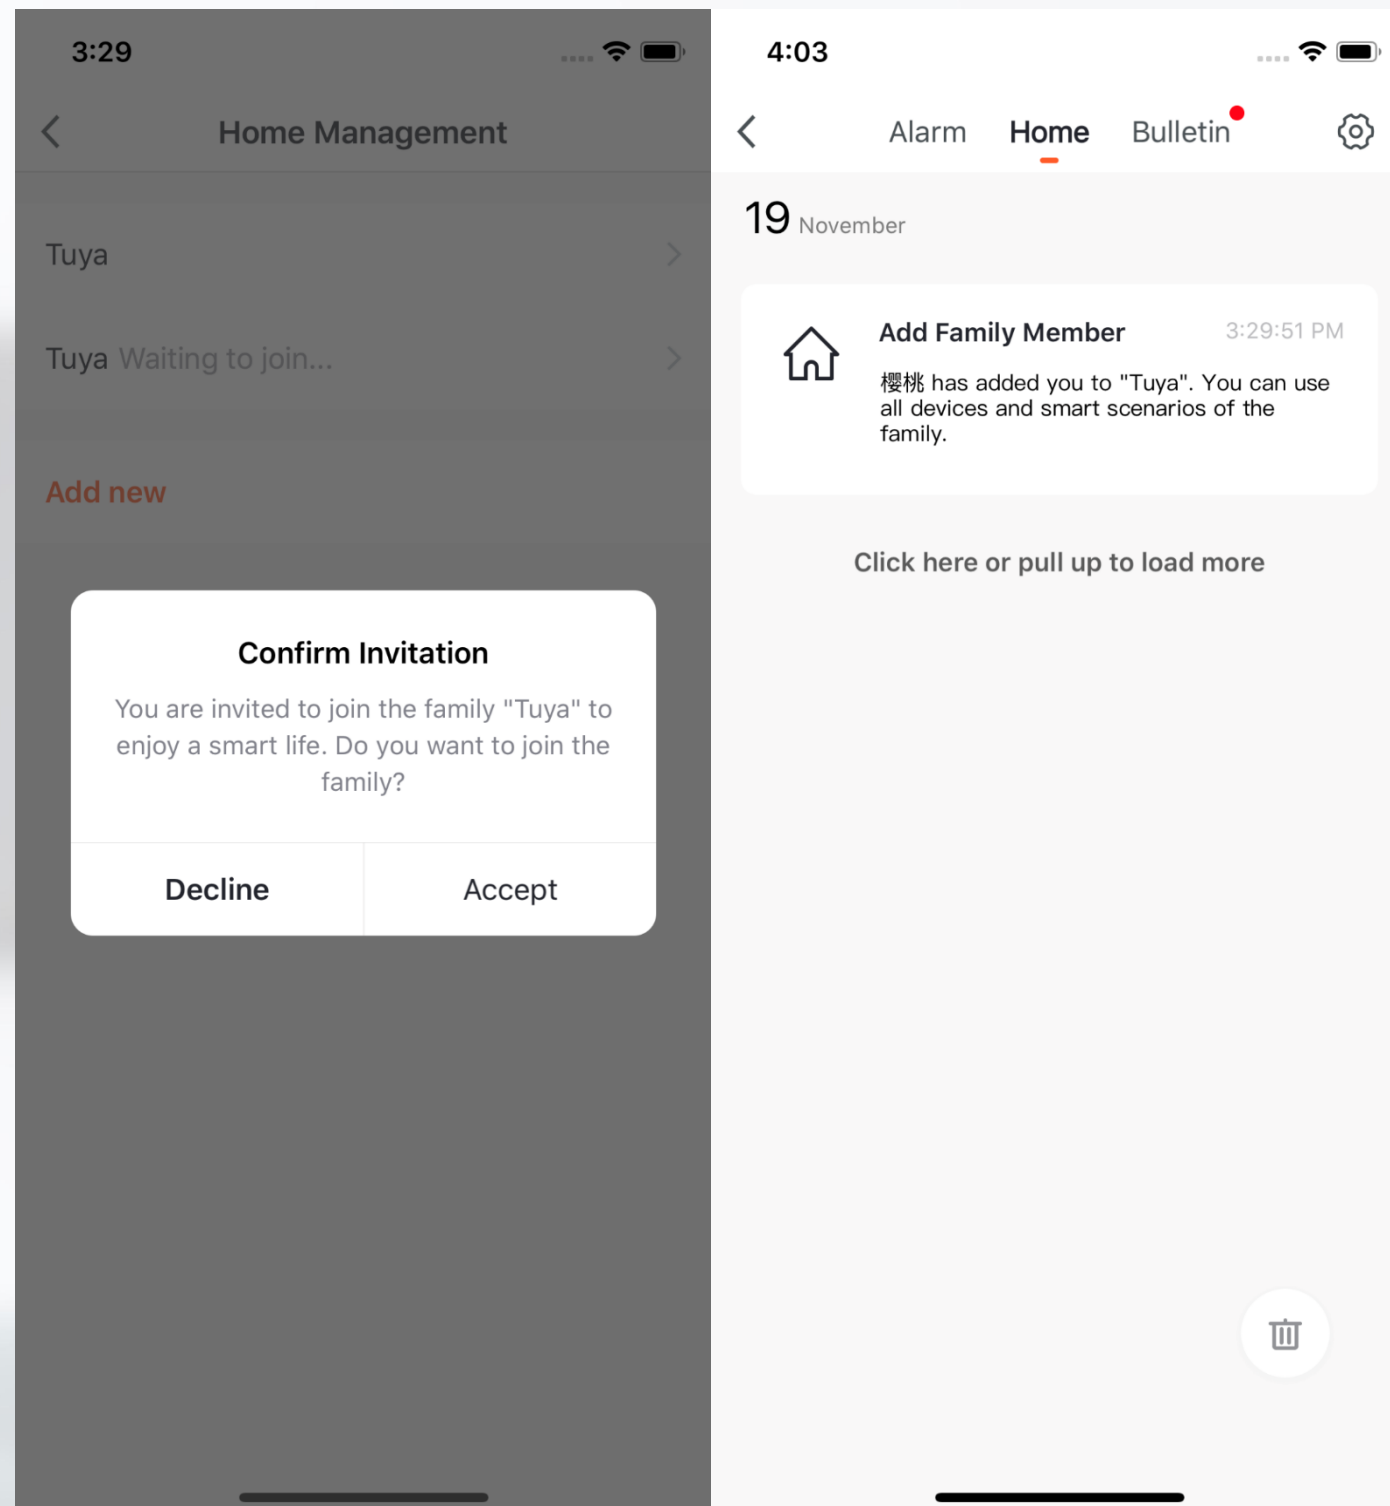 3:29
Home Management
Tuya
Tuya Waiting to join...
Add new
Confirm Invitation
You are invited to join the family "Tuya" to
enjoy a smart life. Do you want to join the
family?
Decline
Accept
4:03
Alarm Home Bulletin
19 November
Add Family Member 3:29:51 PM
樱桃 has added you to "Tuya". You can use
all devices and smart scenarios of the
family.
Click here or pull up to load more